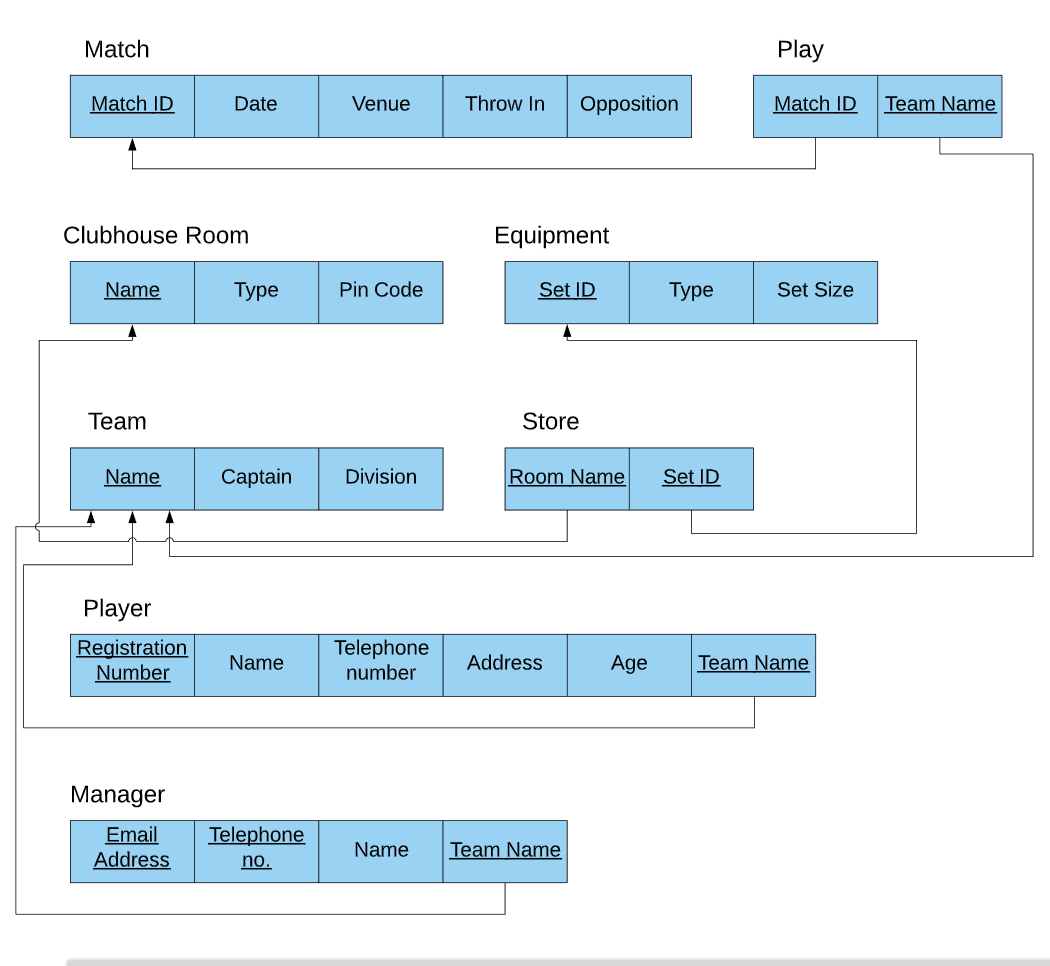 Match
Play
Match ID
Date
Venue
Throw In
Opposition
Match ID
Team Name
Clubhouse Room
Equipment
Name
Type
Pin Code
Set ID
Type
Set Size
Team
Store
Name
Captain
Division
Room Name
Set ID
Player
Registration
Number
Name
Telephone
number
Address
Age
Team Name
Manager
Email
Address
Telephone
no.
Name
Team Name